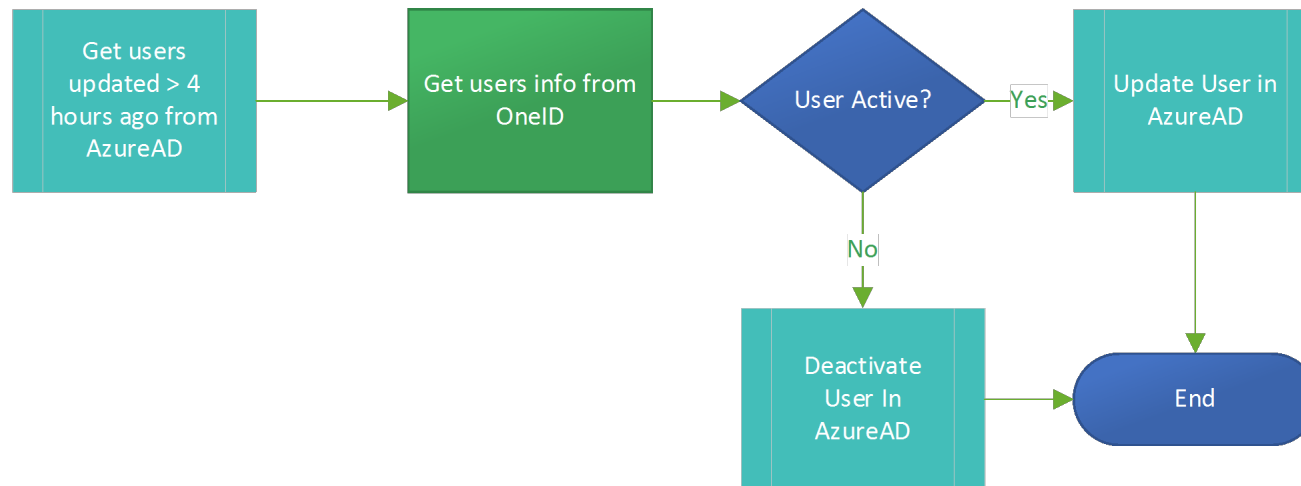 Get users
updated > 4
hours ago from
AzureAD
Get users info from
OneID
User Active?
Yes
Update User in
AzureAD
No
Deactivate
User In
AzureAD
End